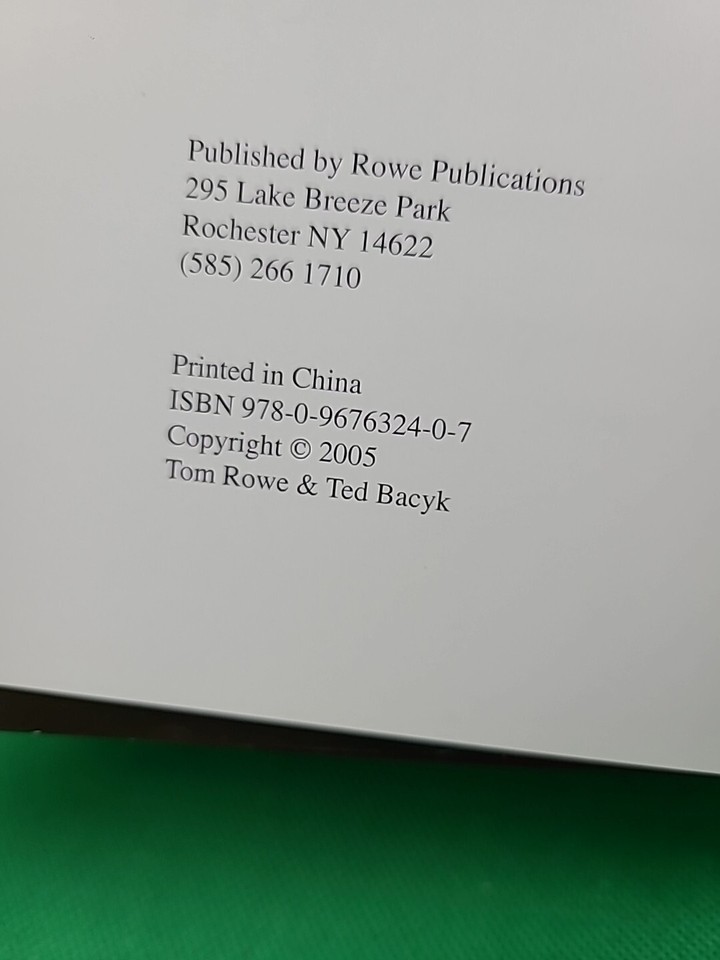 Published by Rowe Publications
295 Lake Breeze Park
Rochester NY 14622
(585) 266 1710
Printed in China
ISBN 978-0-9676324-0-7
Copyright © 2005
Tom Rowe & Ted Bacyk